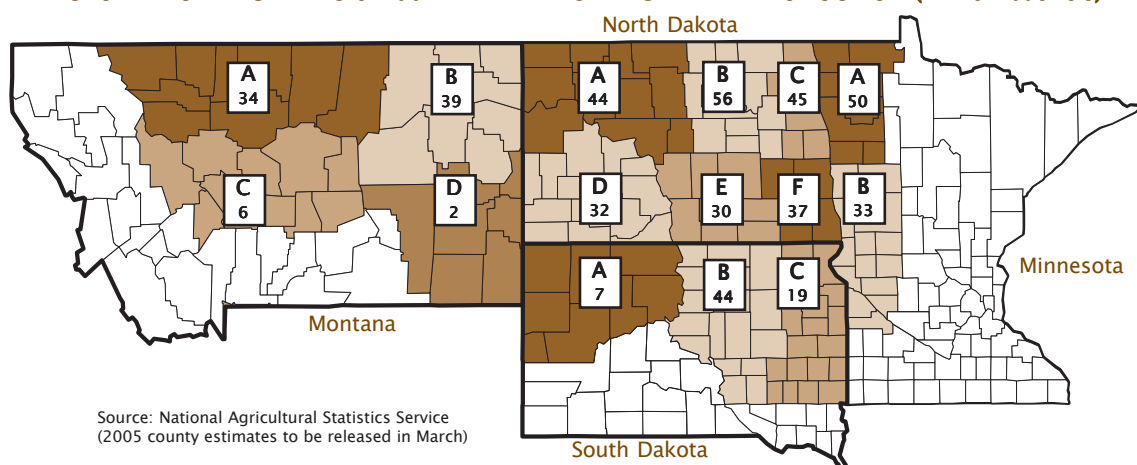 North Dakota
A
34
B
39
A
44
B
56
C
45
A
50
C
6
D
2
D
32
E
30
F
37
B
33
A
7
B
44
C
19
Minnesota
Montana
Source: National Agricultural Statistics Service
(2005 county estimates to be released in March)
South Dakota